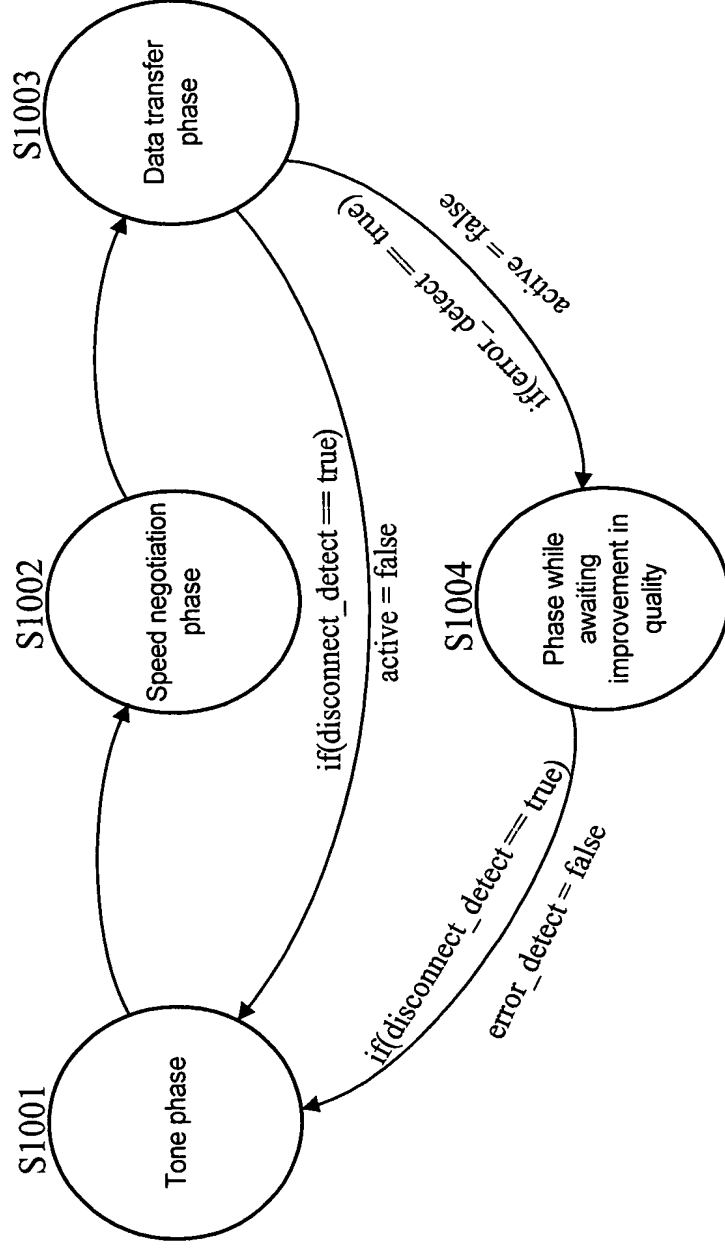 S1001
Tone phase
S1002
Speed negotiation
phase
S1003
Data transfer
phase
if(disconnect_detect == true)
active = false
if(error_detect == true)
active = false
S1004
Phase while
awaiting
improvement in
quality
if(disconnect_detect == true)
error_detect = false